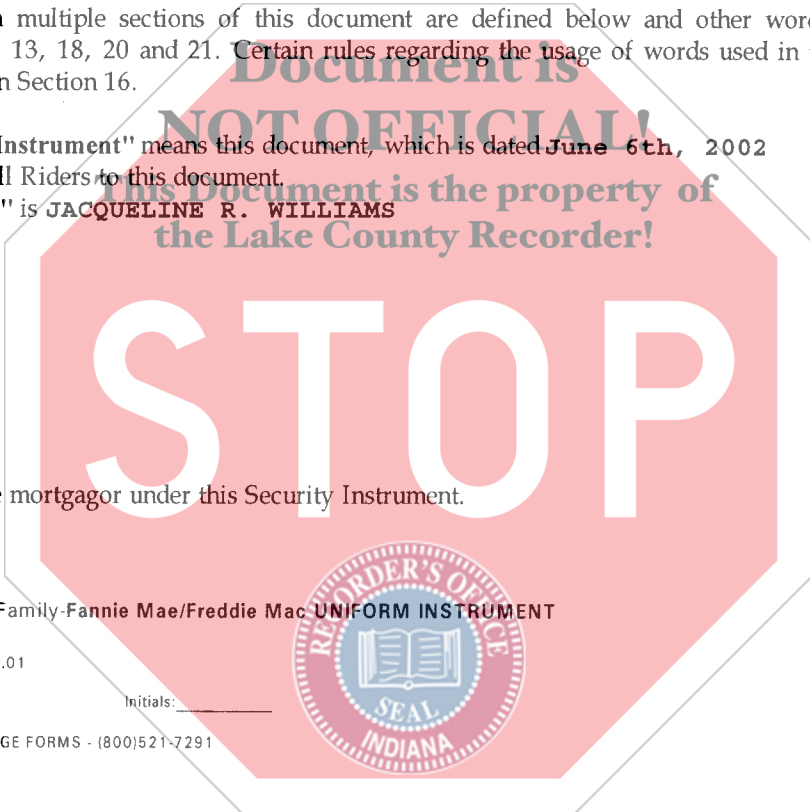 multiple sections of this document are defined below and other wor
13, 18, 20 and 21. Certain rules regarding the usage of words used in
n Section 16.
Document is
NOT OFFICIAL!
Instrument" means this document, which is dated June 6th, 2002
ll Riders to this document.
This Document is the property of
" is JACQUELINE R. WILLIAMS
the Lake County Recorder!
STOP
e mortgagor under this Security Instrument.
RECORDER'S OFFICE
Family-Fannie Mae/Freddie Mac UNIFORM INSTRUMENT
.01
Initials:
SEAL
INDIANA
GE FORMS - (800)521-7291